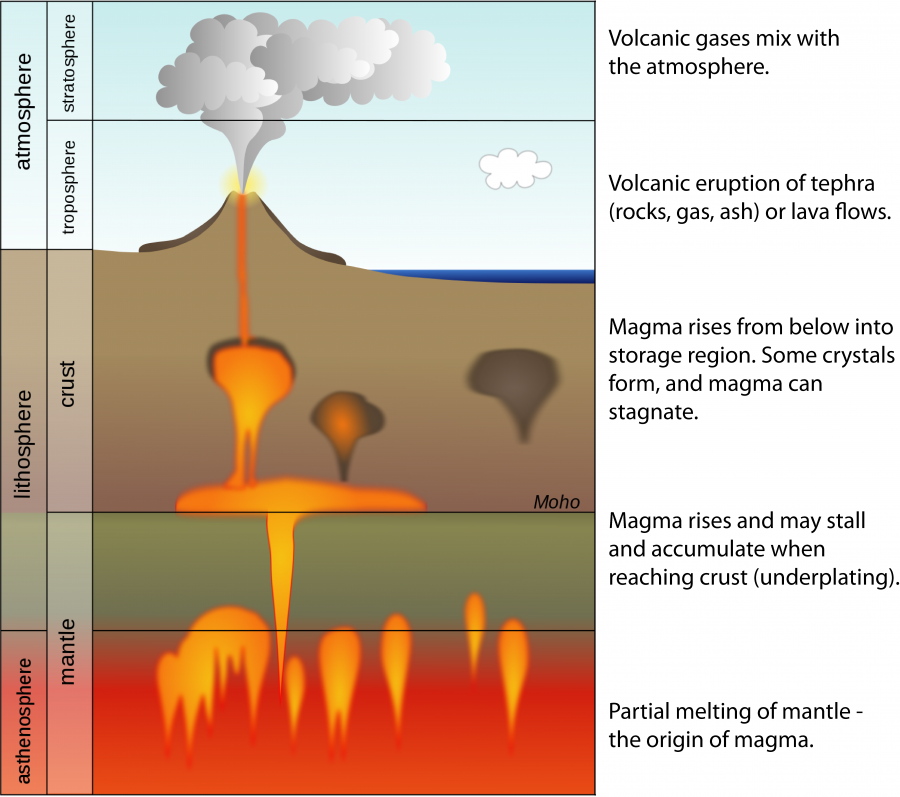 atmosphere
stratosphere
troposphere
lithosphere
crust
mantle
asthenosphere
Moho
Volcanic gases mix with
the atmosphere.
Volcanic eruption of tephra
(rocks, gas, ash) or lava flows.
Magma rises from below into
storage region. Some crystals
form, and magma can
stagnate.
Magma rises and may stall
and accumulate when
reaching crust (underplating).
Partial melting of mantle -
the origin of magma.